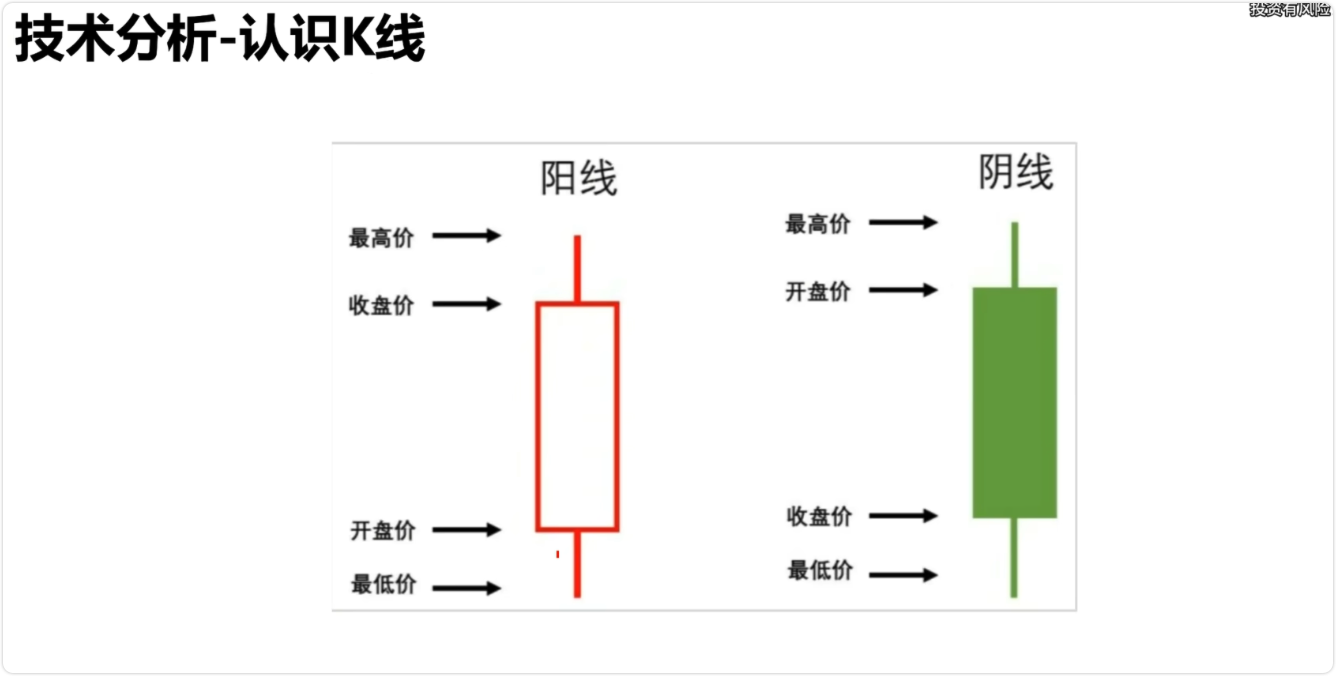 投资有风险
技术分析-认识K线
阳线
最高价
收盘价
开盘价
最低价
阴线
最高价
开盘价
收盘价
最低价